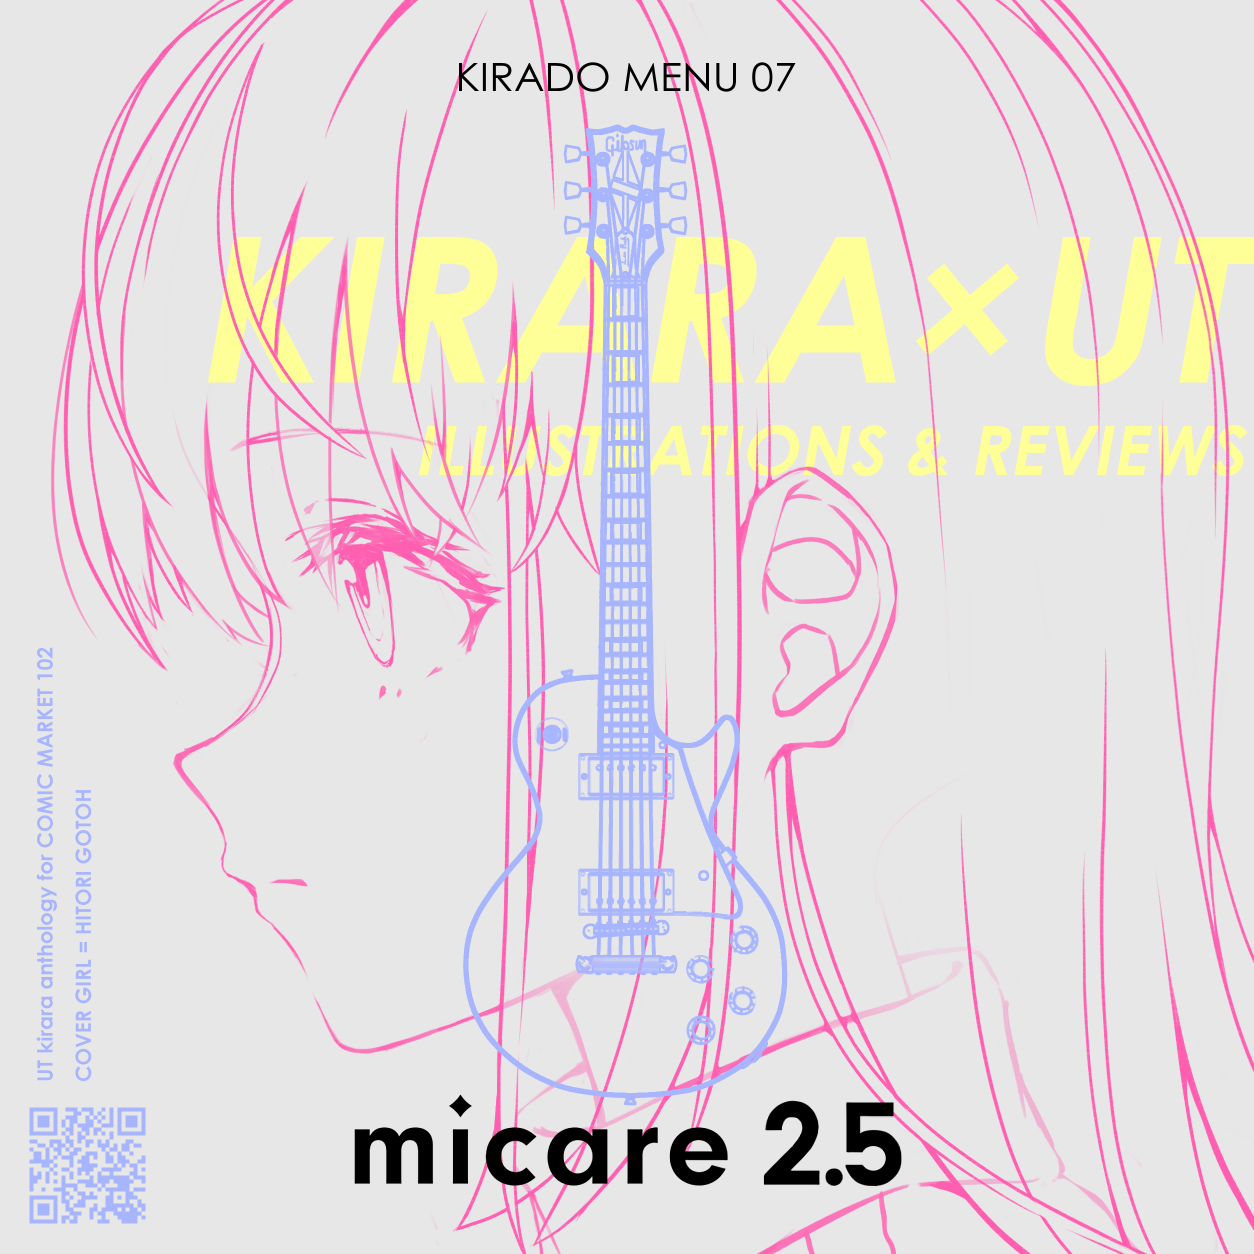 KIRADO MENU 07
Gibson
KIRARA×UT
ILLUSTRATIONS & REVIEWS
UT kirara anthology for COMIC MARKET 102
COVER GIRL = HITORI GOTOH
micare 2.5